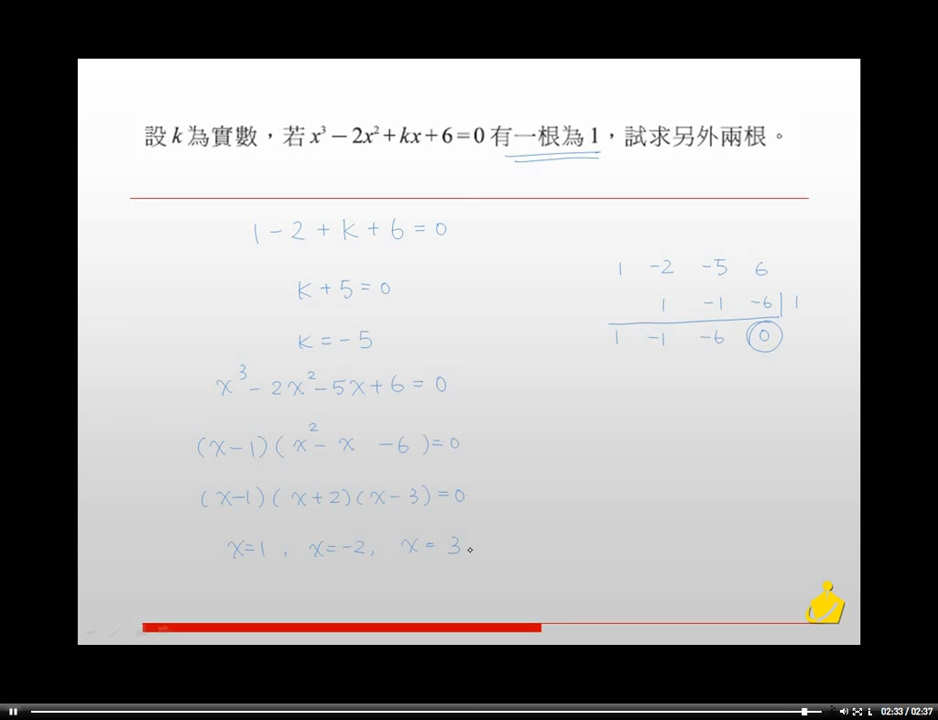 設 k 為實數，若 x³ − 2x² + kx + 6 = 0 有一根為 1，試求另外兩根。
1 − 2 + k + 6 = 0
k + 5 = 0
k = − 5
x³ − 2x² − 5x + 6 = 0
(x − 1)(x² − x − 6) = 0
(x − 1)(x + 2)(x − 3) = 0
x = 1 , x = −2, x = 3
1 −2 −5 6
1 −1 −6 | 1
1 −1 −6 0
02:33 / 02:37